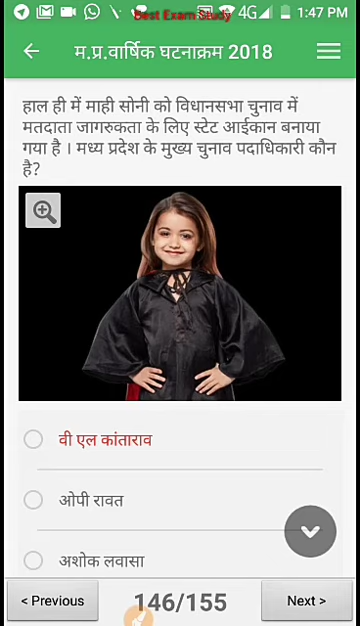 Best Exam Study
4G
1:47 PM
म.प्र.वार्षिक घटनाक्रम 2018
हाल ही में माही सोनी को विधानसभा चुनाव में
मतदाता जागरुकता के लिए स्टेट आईकान बनाया
गया है । मध्य प्रदेश के मुख्य चुनाव पदाधिकारी कौन
है?
वी एल कांताराव
ओपी रावत
अशोक लवासा
< Previous
146/155
Next >